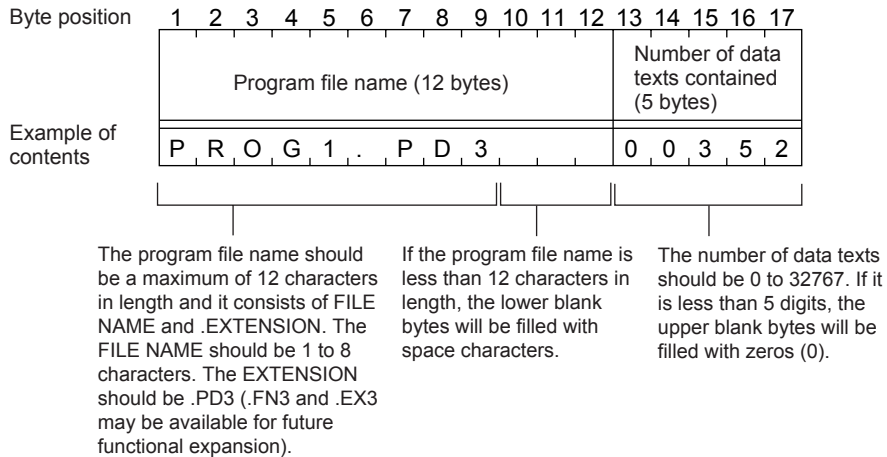 Byte position 1 2 3 4 5 6 7 8 9 10 11 12 13 14 15 16 17
Program file name (12 bytes)
Number of data
texts contained
(5 bytes)
Example of
contents
P R O G 1 . P D 3 0 0 3 5 2
The program file name should
be a maximum of 12 characters
in length and it consists of FILE
NAME and .EXTENSION. The
FILE NAME should be 1 to 8
characters. The EXTENSION
should be .PD3 (.FN3 and .EX3
may be available for future
functional expansion).
If the program file name is
less than 12 characters in
length, the lower blank
bytes will be filled with
space characters.
The number of data texts
should be 0 to 32767. If it
is less than 5 digits, the
upper blank bytes will be
filled with zeros (0).